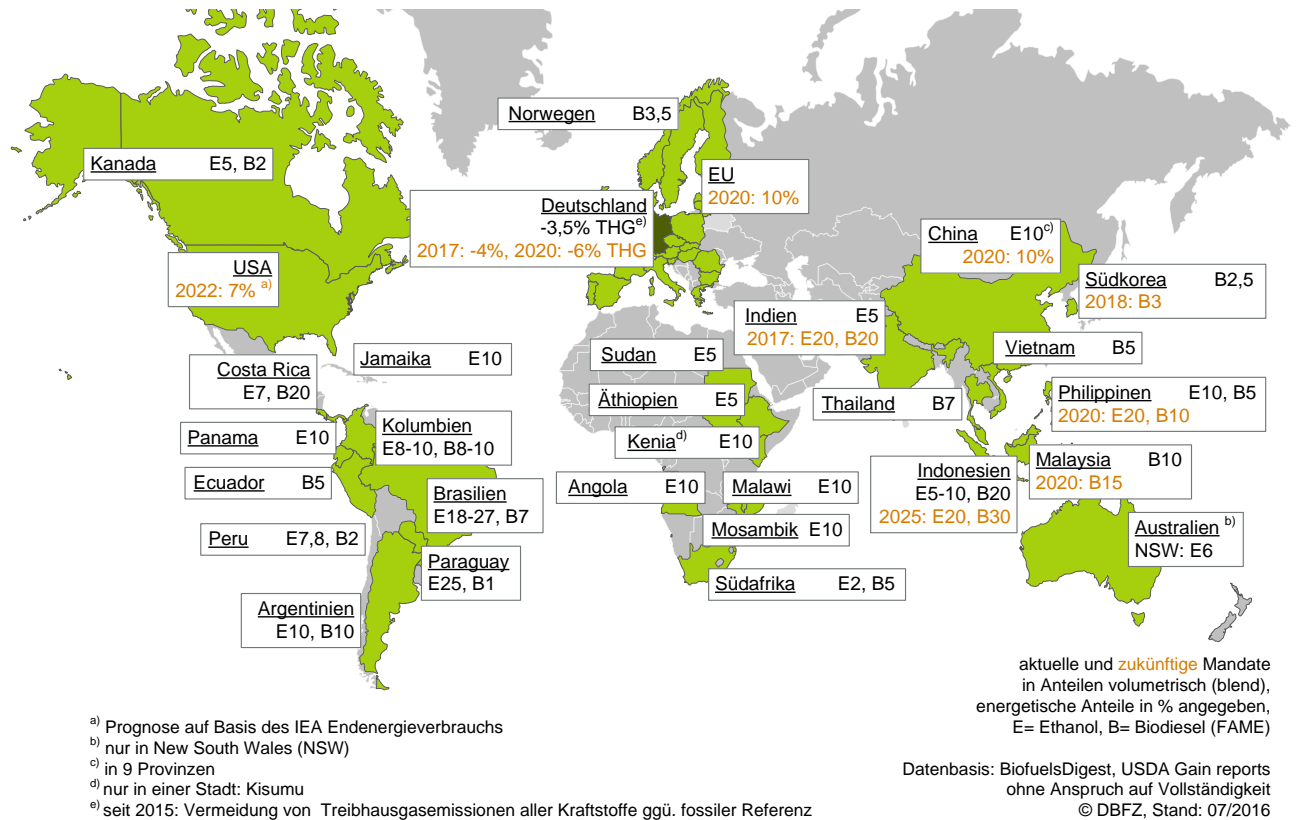 Norwegen B3,5
Kanada E5, B2
EU
2020: 10%
Deutschland
-3,5% THG e)
2017: -4%, 2020: -6% THG
China E10 c)
2020: 10%
USA
2022: 7% a)
Südkorea B2,5
2018: B3
Indien E5
2017: E20, B20
Vietnam B5
Jamaika E10
Sudan E5
Costa Rica
E7, B20
Äthiopien E5
Thailand B7
Philippinen E10, B5
2020: E20, B10
Panama E10
Kolumbien
E8-10, B8-10
Kenia d) E10
Ecuador B5
Brasilien
E18-27, B7
Angola E10
Malawi E10
Indonesien
E5-10, B20
2025: E20, B30
Malaysia B10
2020: B15
Peru E7,8, B2
Mosambik E10
Australien b)
NSW: E6
Paraguay
E25, B1
Südafrika E2, B5
Argentinien
E10, B10
aktuelle und zukünftige Mandate
in Anteilen volumetrisch (blend),
energetische Anteile in % angegeben,
E= Ethanol, B= Biodiesel (FAME)
a) Prognose auf Basis des IEA Endenergieverbrauchs
b) nur in New South Wales (NSW)
c) in 9 Provinzen
d) nur in einer Stadt: Kisumu
e) seit 2015: Vermeidung von Treibhausgasemissionen aller Kraftstoffe ggü. fossiler Referenz
Datenbasis: BiofuelsDigest, USDA Gain reports
ohne Anspruch auf Vollständigkeit
© DBFZ, Stand: 07/2016